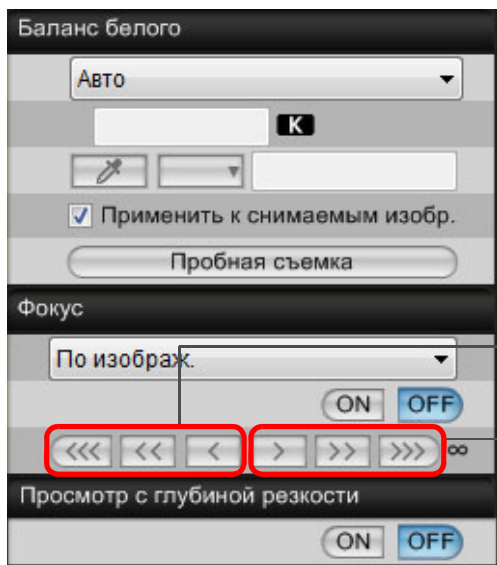 Баланс белого
Авто
K
Применить к снимаемым изобр.
Пробная съемка
Фокус
По изображ.
ON OFF
<<< << < > >> >>> ∞
Просмотр с глубиной резкости
ON OFF